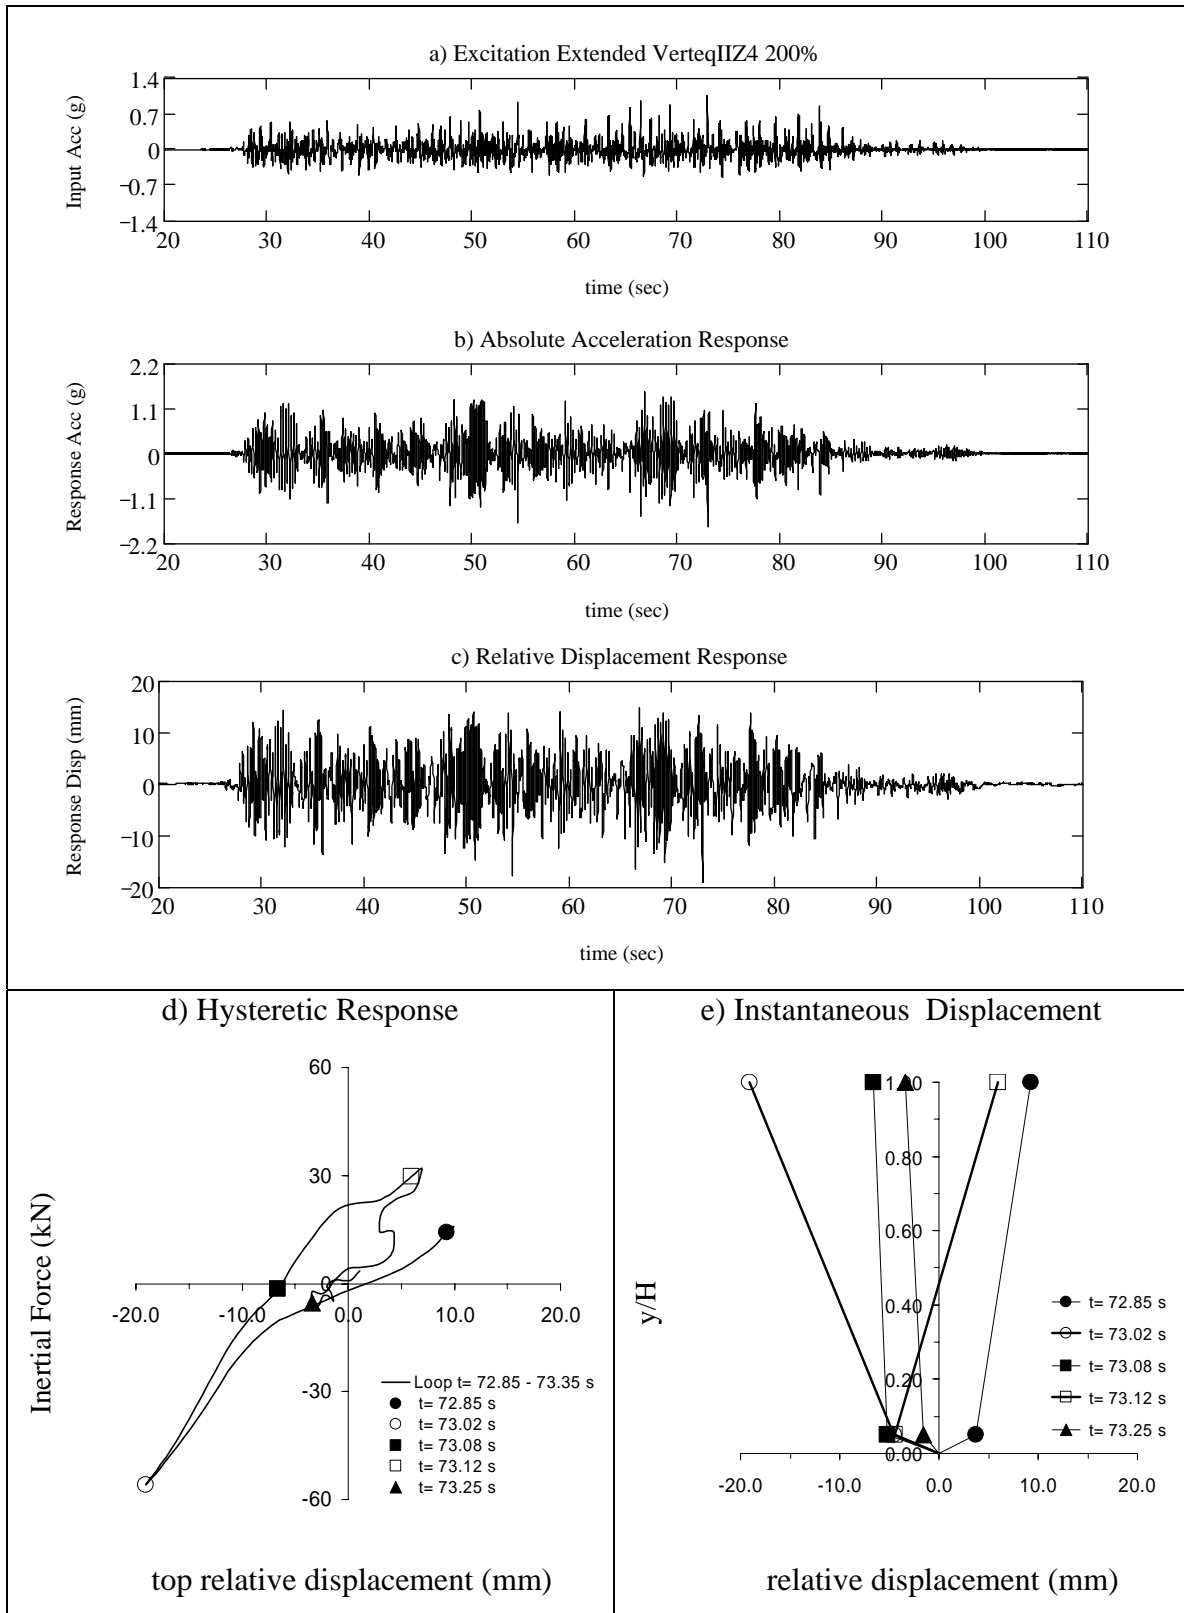 a) Excitation Extended VerteqIIZ4 200%
Input Acc (g)
1.4
0.7
0
−0.7
−1.4
20 30 40 50 60 70 80 90 100 110
time (sec)
b) Absolute Acceleration Response
Response Acc (g)
2.2
1.1
0
−1.1
−2.2
20 30 40 50 60 70 80 90 100 110
time (sec)
c) Relative Displacement Response
Response Disp (mm)
20
10
0
−10
−20
20 30 40 50 60 70 80 90 100 110
time (sec)
d) Hysteretic Response
Inertial Force (kN)
60
30
0
-30
-60
-20.0 -10.0 0.0 10.0 20.0
Loop t= 72.85 - 73.35 s
t= 72.85 s
t= 73.02 s
t= 73.08 s
t= 73.12 s
t= 73.25 s
top relative displacement (mm)
e) Instantaneous Displacement
y/H
1.00
0.80
0.60
0.40
0.20
0.00
-20.0 -10.0 0.0 10.0 20.0
t= 72.85 s
t= 73.02 s
t= 73.08 s
t= 73.12 s
t= 73.25 s
relative displacement (mm)